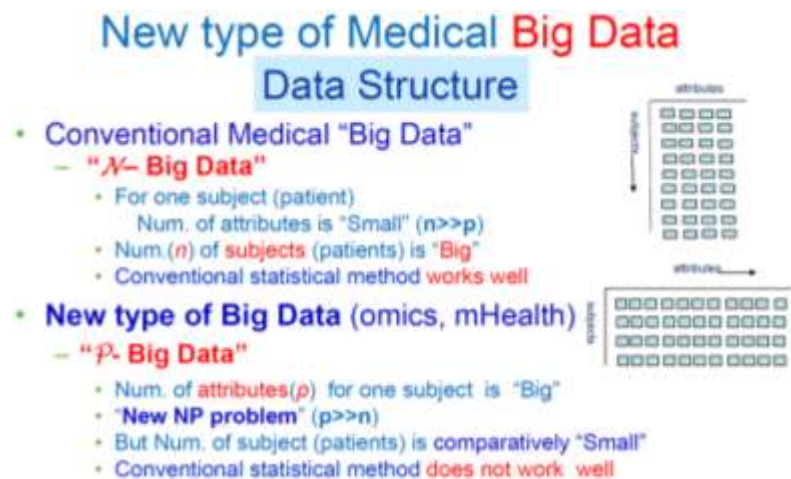 New type of Medical Big Data
Data Structure
attributes
subjects
• Conventional Medical “Big Data”
– “N– Big Data”
• For one subject (patient)
Num. of attributes is “Small” (n>>p)
• Num.(n) of subjects (patients) is “Big”
• Conventional statistical method works well
attributes
subjects
• New type of Big Data (omics, mHealth)
– “P- Big Data”
• Num. of attributes(p) for one subject is “Big”
• “New NP problem” (p>>n)
• But Num. of subject (patients) is comparatively “Small”
• Conventional statistical method does not work well